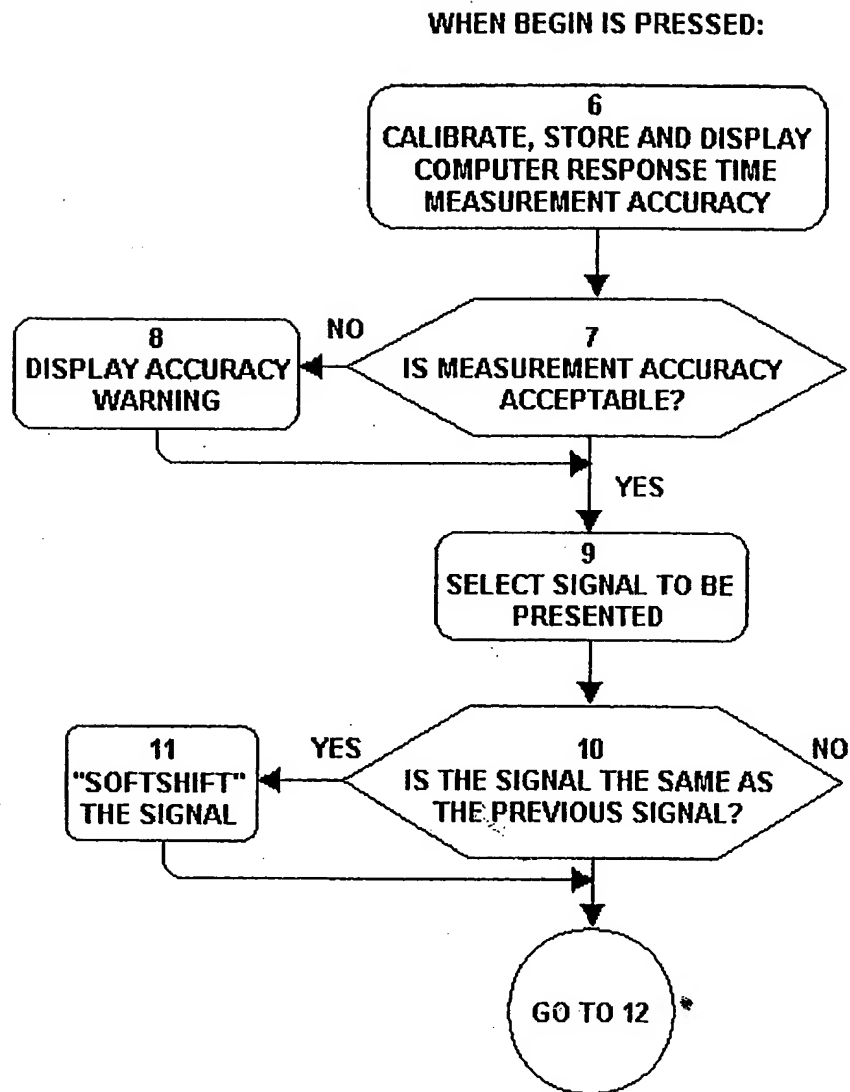 WHEN BEGIN IS PRESSED:
6
CALIBRATE, STORE AND DISPLAY
COMPUTER RESPONSE TIME
MEASUREMENT ACCURACY
NO
8
DISPLAY ACCURACY
WARNING
7
IS MEASUREMENT ACCURACY
ACCEPTABLE?
YES
9
SELECT SIGNAL TO BE
PRESENTED
11
"SOFTSHIFT"
THE SIGNAL
YES
10
IS THE SIGNAL THE SAME AS
THE PREVIOUS SIGNAL?
NO
GO TO 12